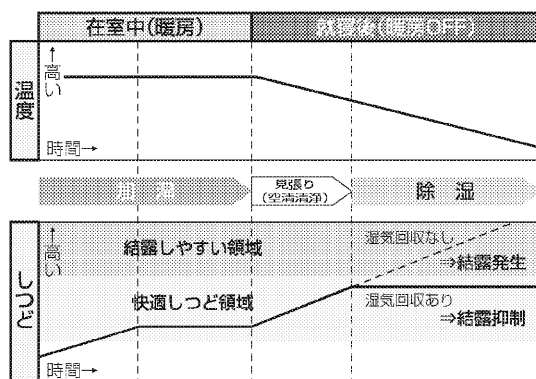 在室中(暖房)
就寝後(暖房OFF)
温度
↑高い
時間→
加湿
見張り
(空清清浄)
除湿
しつど
↑高い
結露しやすい領域
湿気回収なし
⇒結露発生
快適しつど領域
湿気回収あり
⇒結露抑制
時間→